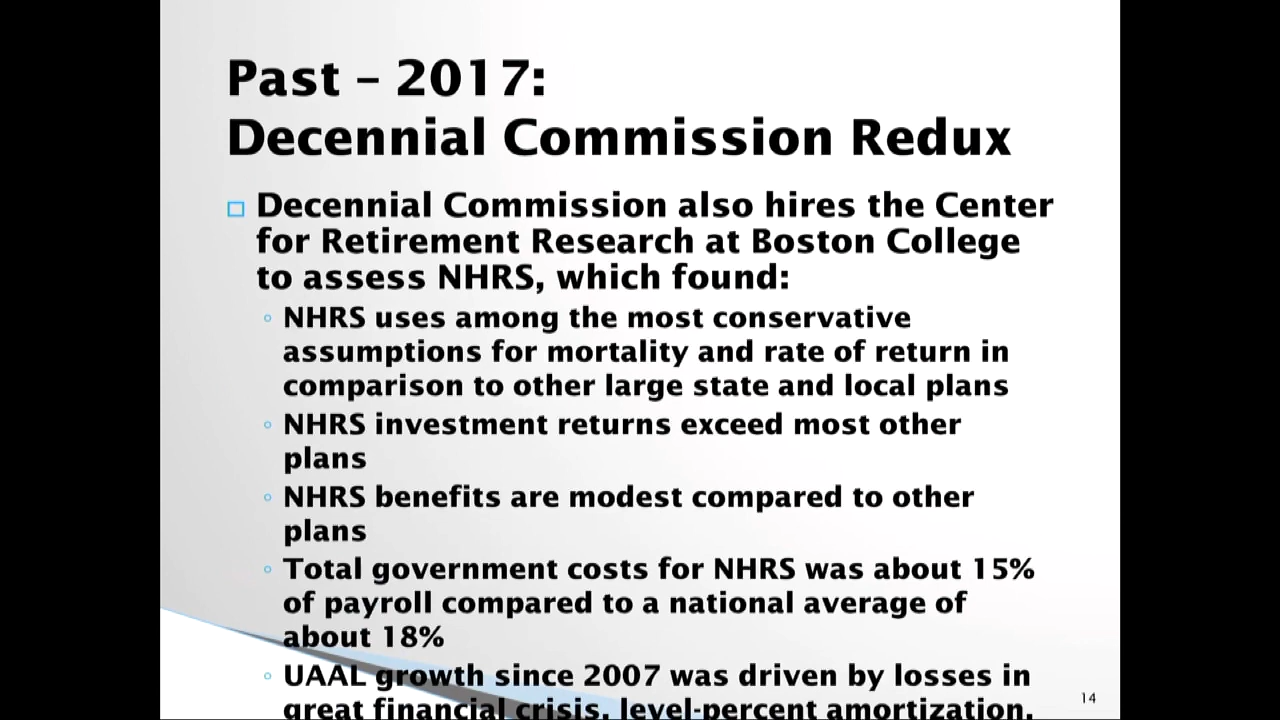 Past – 2017:
Decennial Commission Redux
Decennial Commission also hires the Center
for Retirement Research at Boston College
to assess NHRS, which found:
NHRS uses among the most conservative
assumptions for mortality and rate of return in
comparison to other large state and local plans
NHRS investment returns exceed most other
plans
NHRS benefits are modest compared to other
plans
Total government costs for NHRS was about 15%
of payroll compared to a national average of
about 18%
UAAL growth since 2007 was driven by losses in
great financial crisis, level-percent amortization,
14